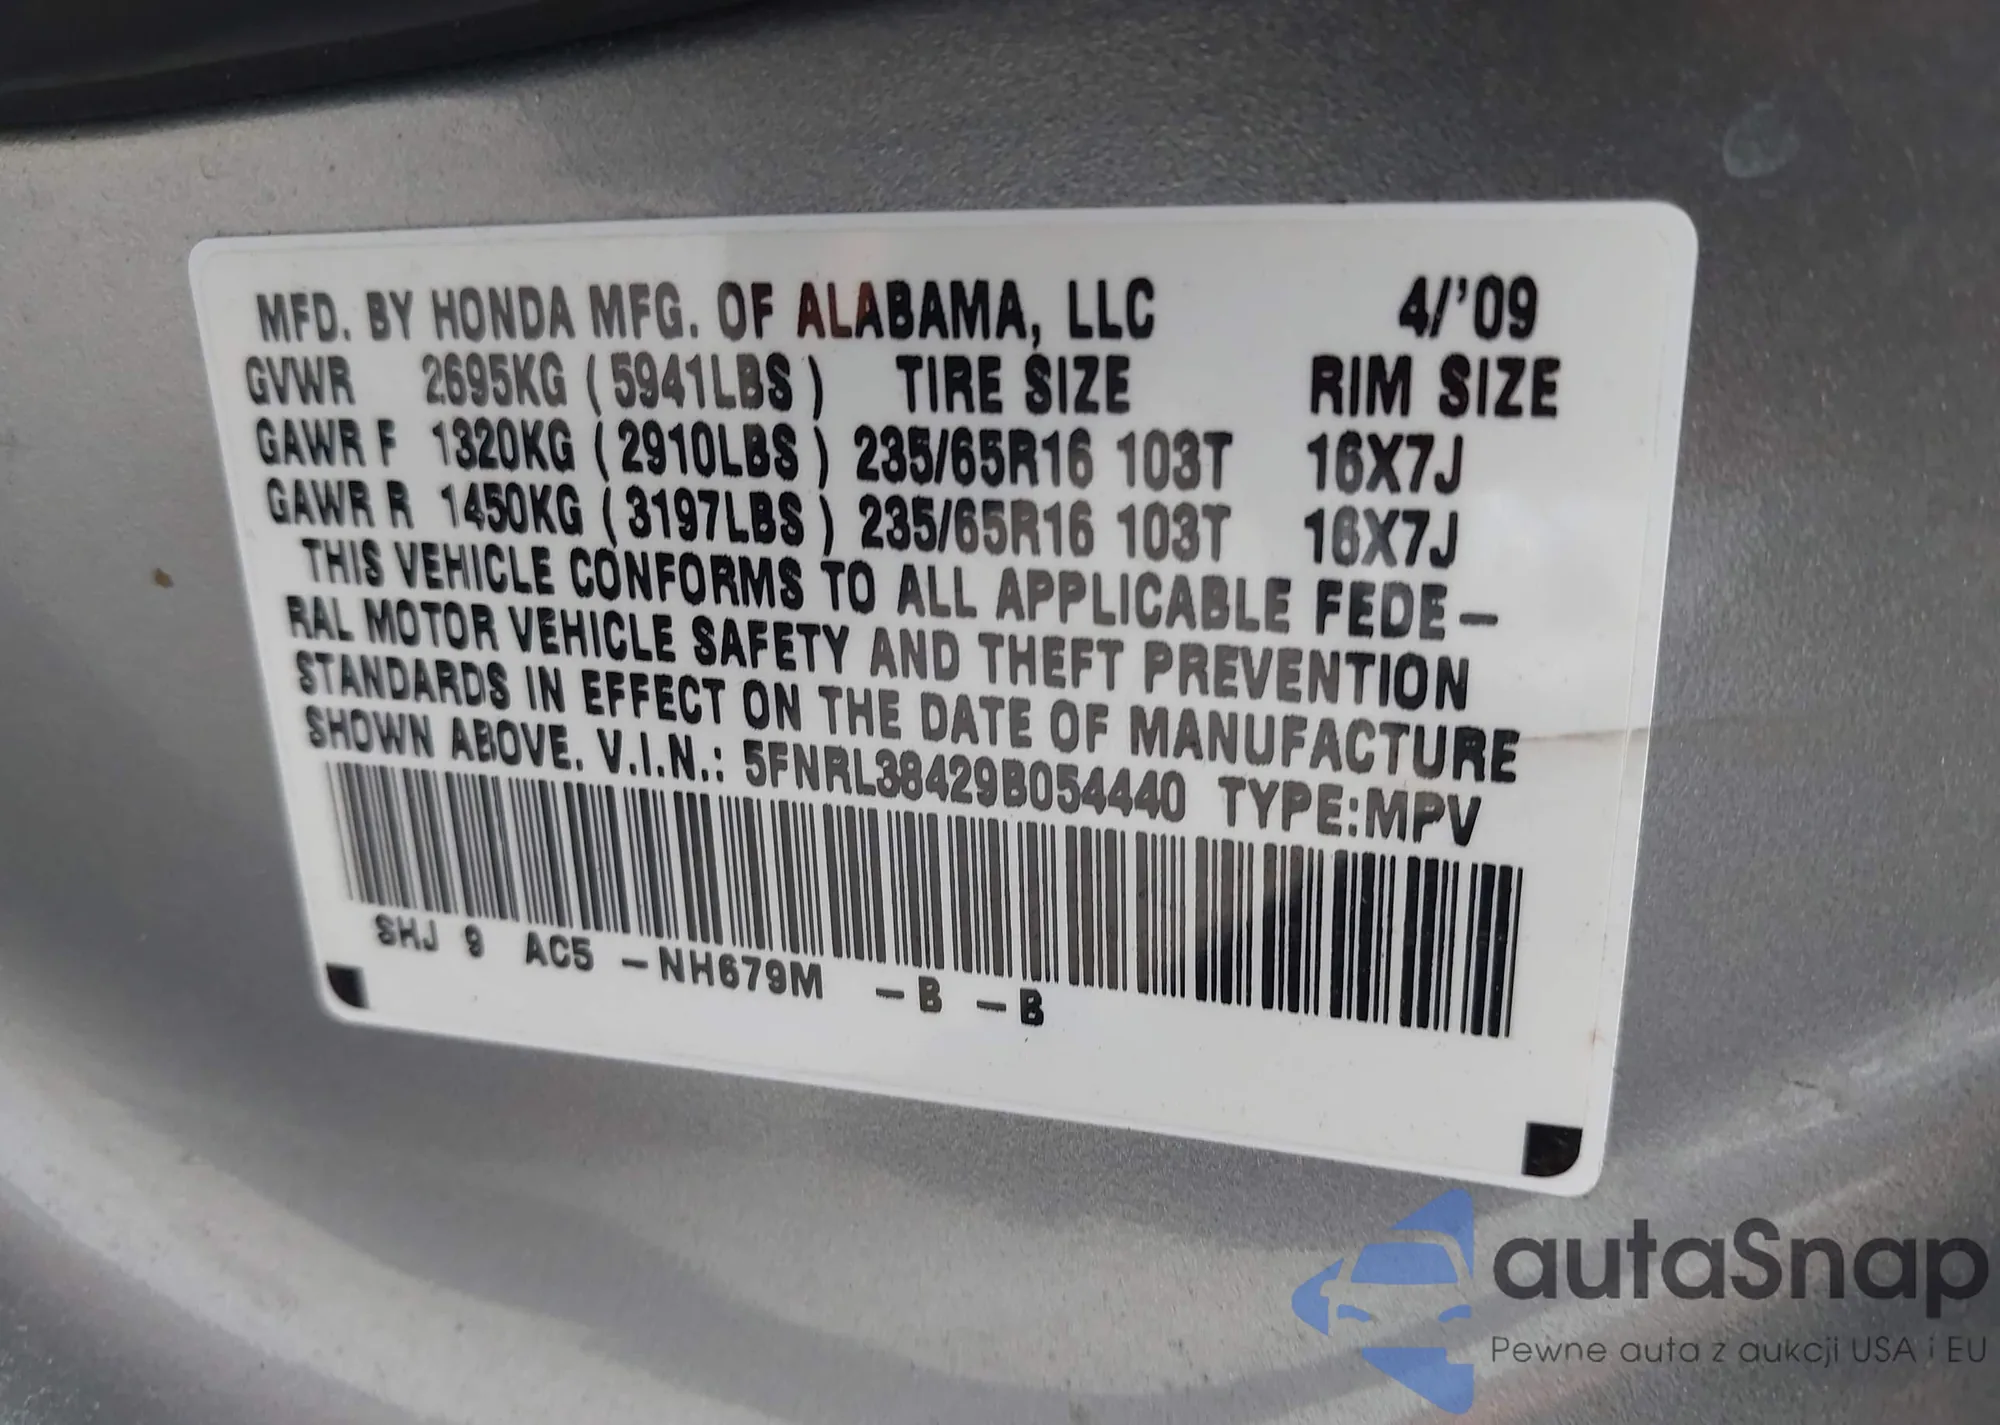 MFD. BY HONDA MFG. OF ALABAMA, LLC 4/'09
GVWR 2695KG ( 5941LBS ) TIRE SIZE RIM SIZE
GAWR F 1320KG ( 2910LBS ) 235/65R16 103T 16X7J
GAWR R 1450KG ( 3197LBS ) 235/65R16 103T 16X7J
THIS VEHICLE CONFORMS TO ALL APPLICABLE FEDE–
RAL MOTOR VEHICLE SAFETY AND THEFT PREVENTION
STANDARDS IN EFFECT ON THE DATE OF MANUFACTURE
SHOWN ABOVE. V.I.N.: 5FNRL38429B054440 TYPE:MPV
SHJ 9 AC5 –NH679M –B –B
autaSnap
Pewne auta z aukcji USA i EU